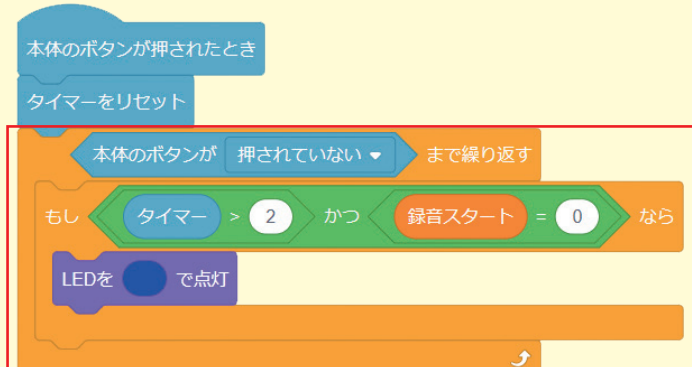 本体のボタンが押されたとき
タイマーをリセット
本体のボタンが 押されていない まで繰り返す
もし タイマー > 2 かつ 録音スタート = 0 なら
LEDを で点灯